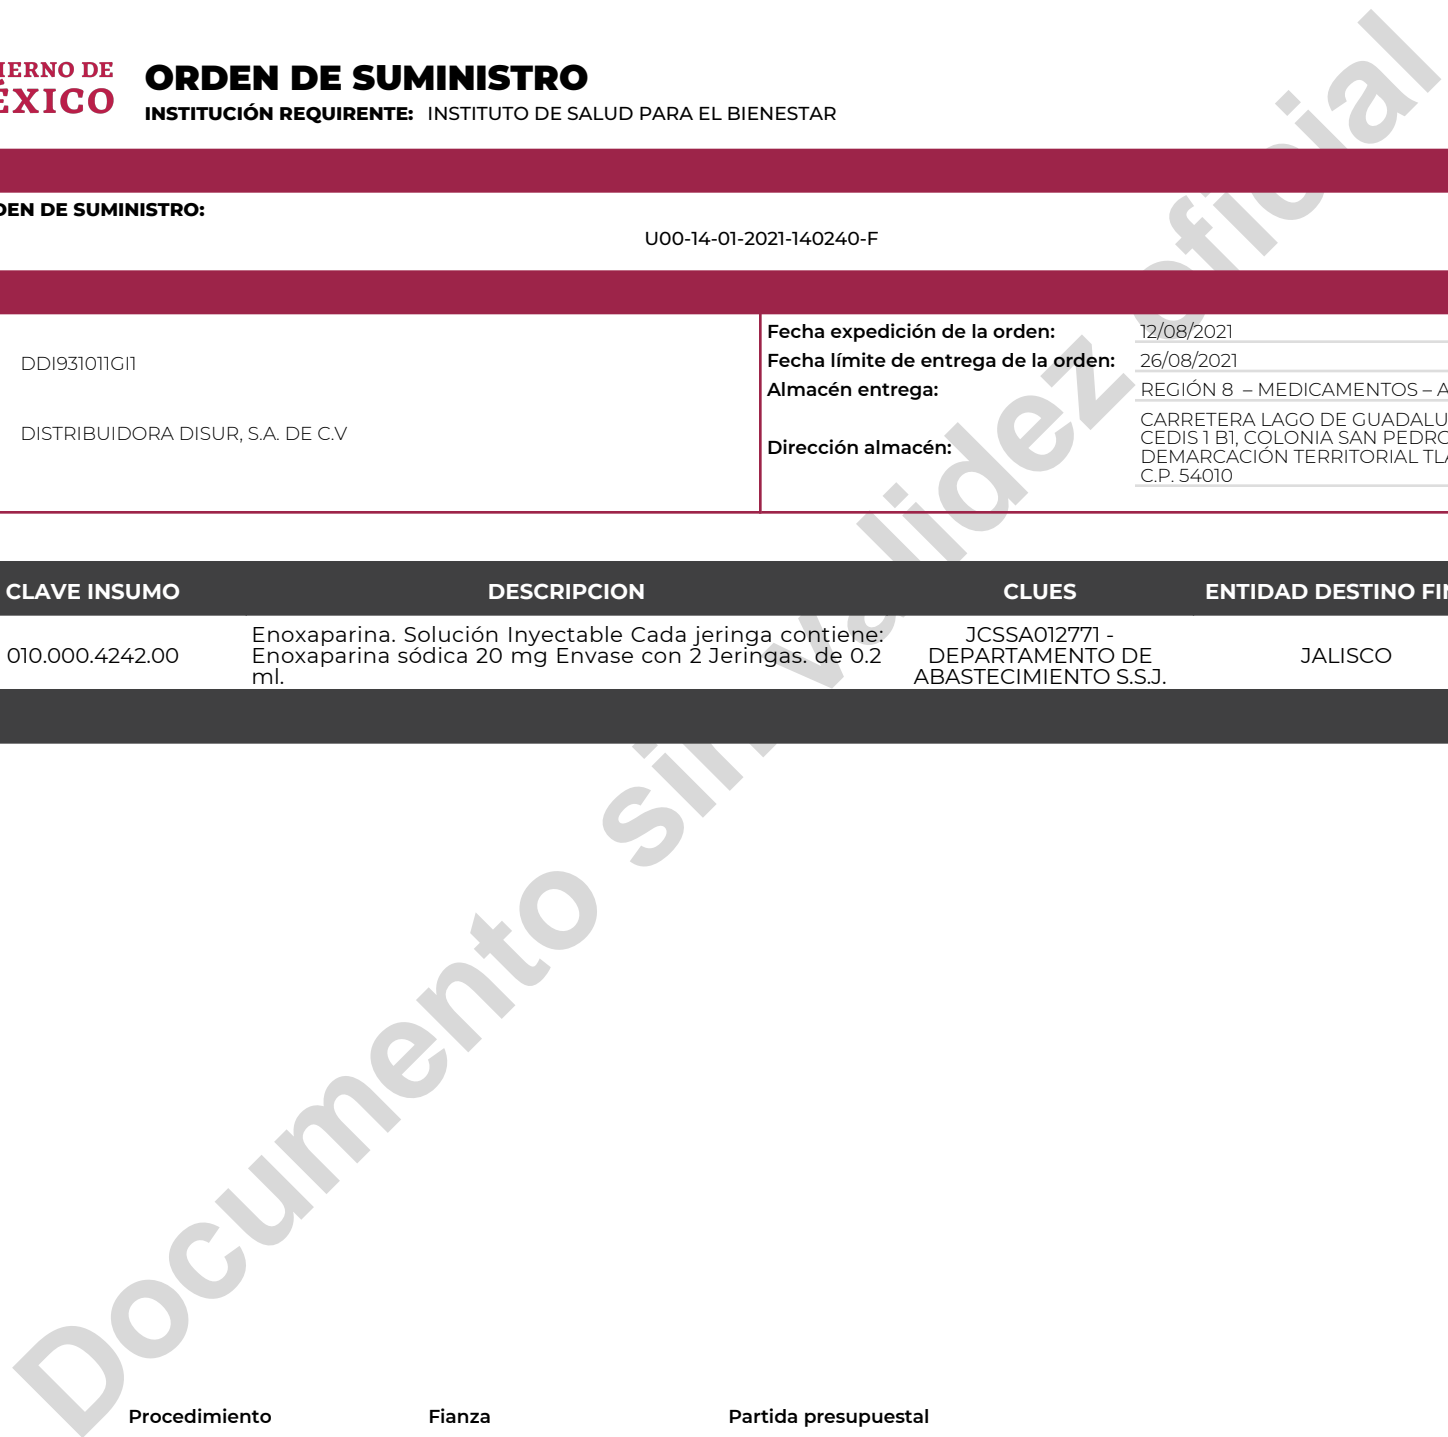 IERNO DE
ÉXICO
ORDEN DE SUMINISTRO
INSTITUCIÓN REQUIRENTE: INSTITUTO DE SALUD PARA EL BIENESTAR
DEN DE SUMINISTRO:
U00-14-01-2021-140240-F
DDI931011GI1
DISTRIBUIDORA DISUR, S.A. DE C.V
Fecha expedición de la orden: 12/08/2021
Fecha límite de entrega de la orden: 26/08/2021
Almacén entrega: REGIÓN 8 – MEDICAMENTOS – A
Dirección almacén:
CARRETERA LAGO DE GUADALU
CEDIS 1 B1, COLONIA SAN PEDRO
DEMARCACIÓN TERRITORIAL TLA
C.P. 54010
CLAVE INSUMO DESCRIPCION CLUES ENTIDAD DESTINO FIN
010.000.4242.00
Enoxaparina. Solución Inyectable Cada jeringa contiene:
Enoxaparina sódica 20 mg Envase con 2 Jeringas. de 0.2
ml.
JCSSA012771 -
DEPARTAMENTO DE
ABASTECIMIENTO S.S.J.
JALISCO
Documento sin validez oficial
Procedimiento Fianza Partida presupuestal